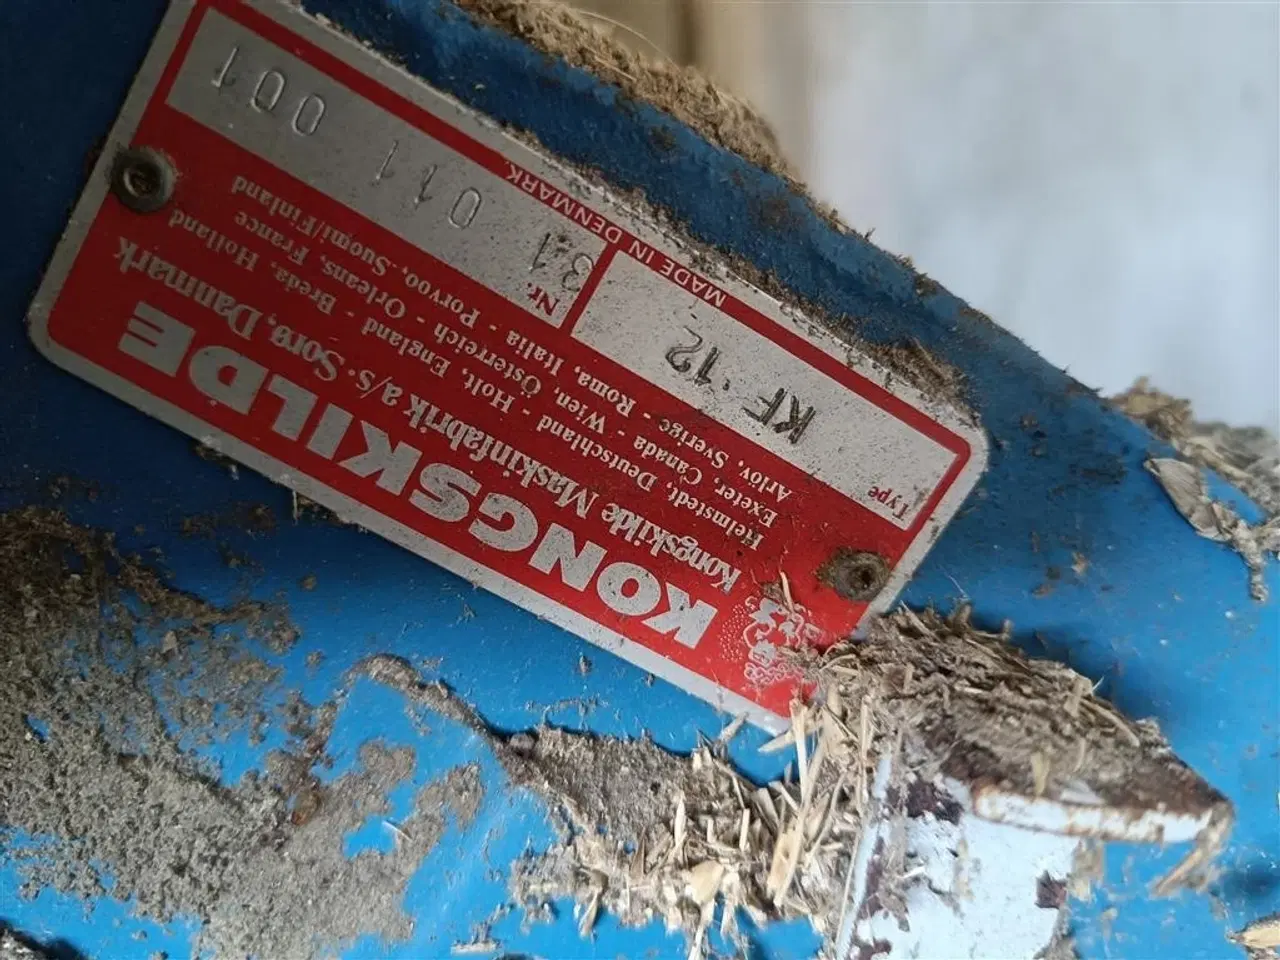 KONGSKILDE
Kongskilde Maskinfabrik a/s. Sorø, Danmark
Helmstedt, Deutschland - Holt, England - Breda, Holland
Exeter, Canada - Wien, Österreich - Orleans, France
Arlöv, Sverige - Roma, Italia - Porvoo, Suomi/Finland
Type KF-12 Nr. 31 011 001
MADE IN DENMARK